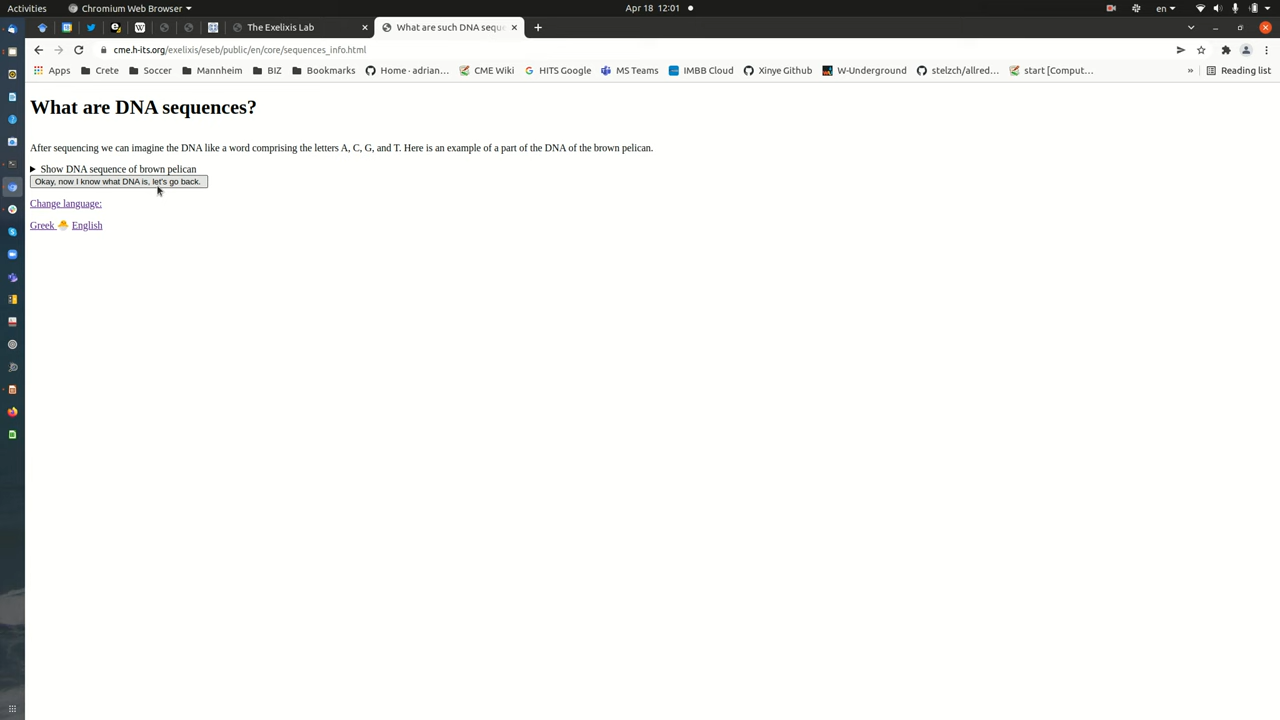 Activities Chromium Web Browser Apr 18 12:01 en
The Exelixis Lab What are such DNA seque
cme.h-its.org/exelixis/eseb/public/en/core/sequences_info.html
Apps Crete Soccer Mannheim BIZ Bookmarks Home · adrian… CME Wiki HITS Google MS Teams IMBB Cloud Xinye Github W-Underground stelzch/allred… start [Comput… » Reading list
What are DNA sequences?
After sequencing we can imagine the DNA like a word comprising the letters A, C, G, and T. Here is an example of a part of the DNA of the brown pelican.
Show DNA sequence of brown pelican
Okay, now I know what DNA is, let's go back.
Change language:
Greek 🐣 English